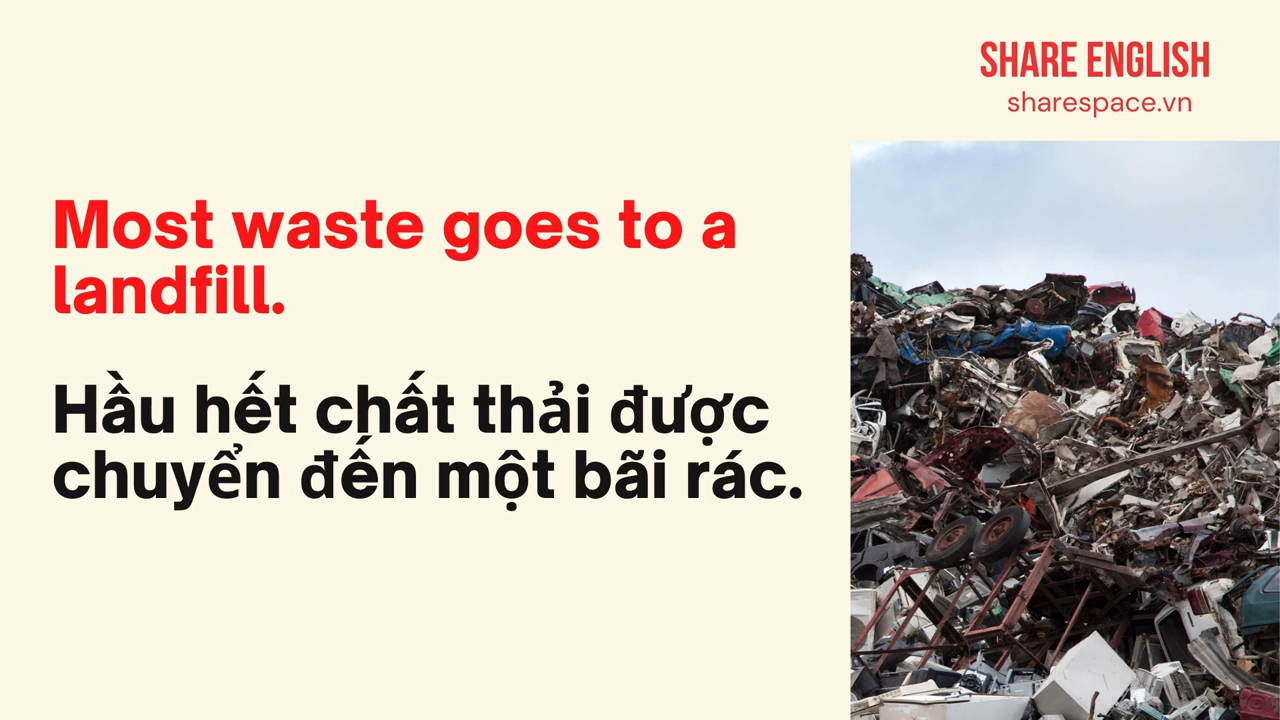 SHARE ENGLISH
sharespace.vn
Most waste goes to a
landfill.
Hầu hết chất thải được
chuyển đến một bãi rác.